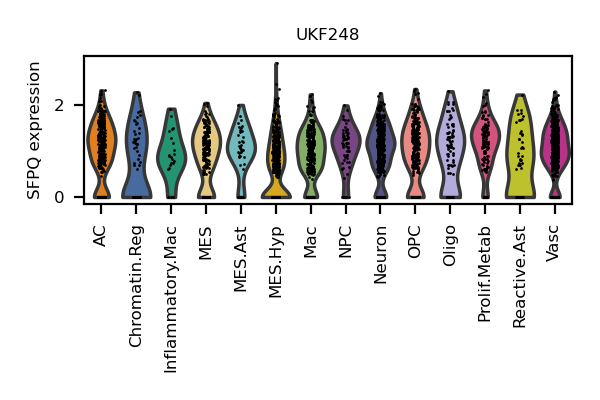 UKF248
SFPQ expression
2
0
AC
Chromatin.Reg
Inflammatory.Mac
MES
MES.Ast
MES.Hyp
Mac
NPC
Neuron
OPC
Oligo
Prolif.Metab
Reactive.Ast
Vasc